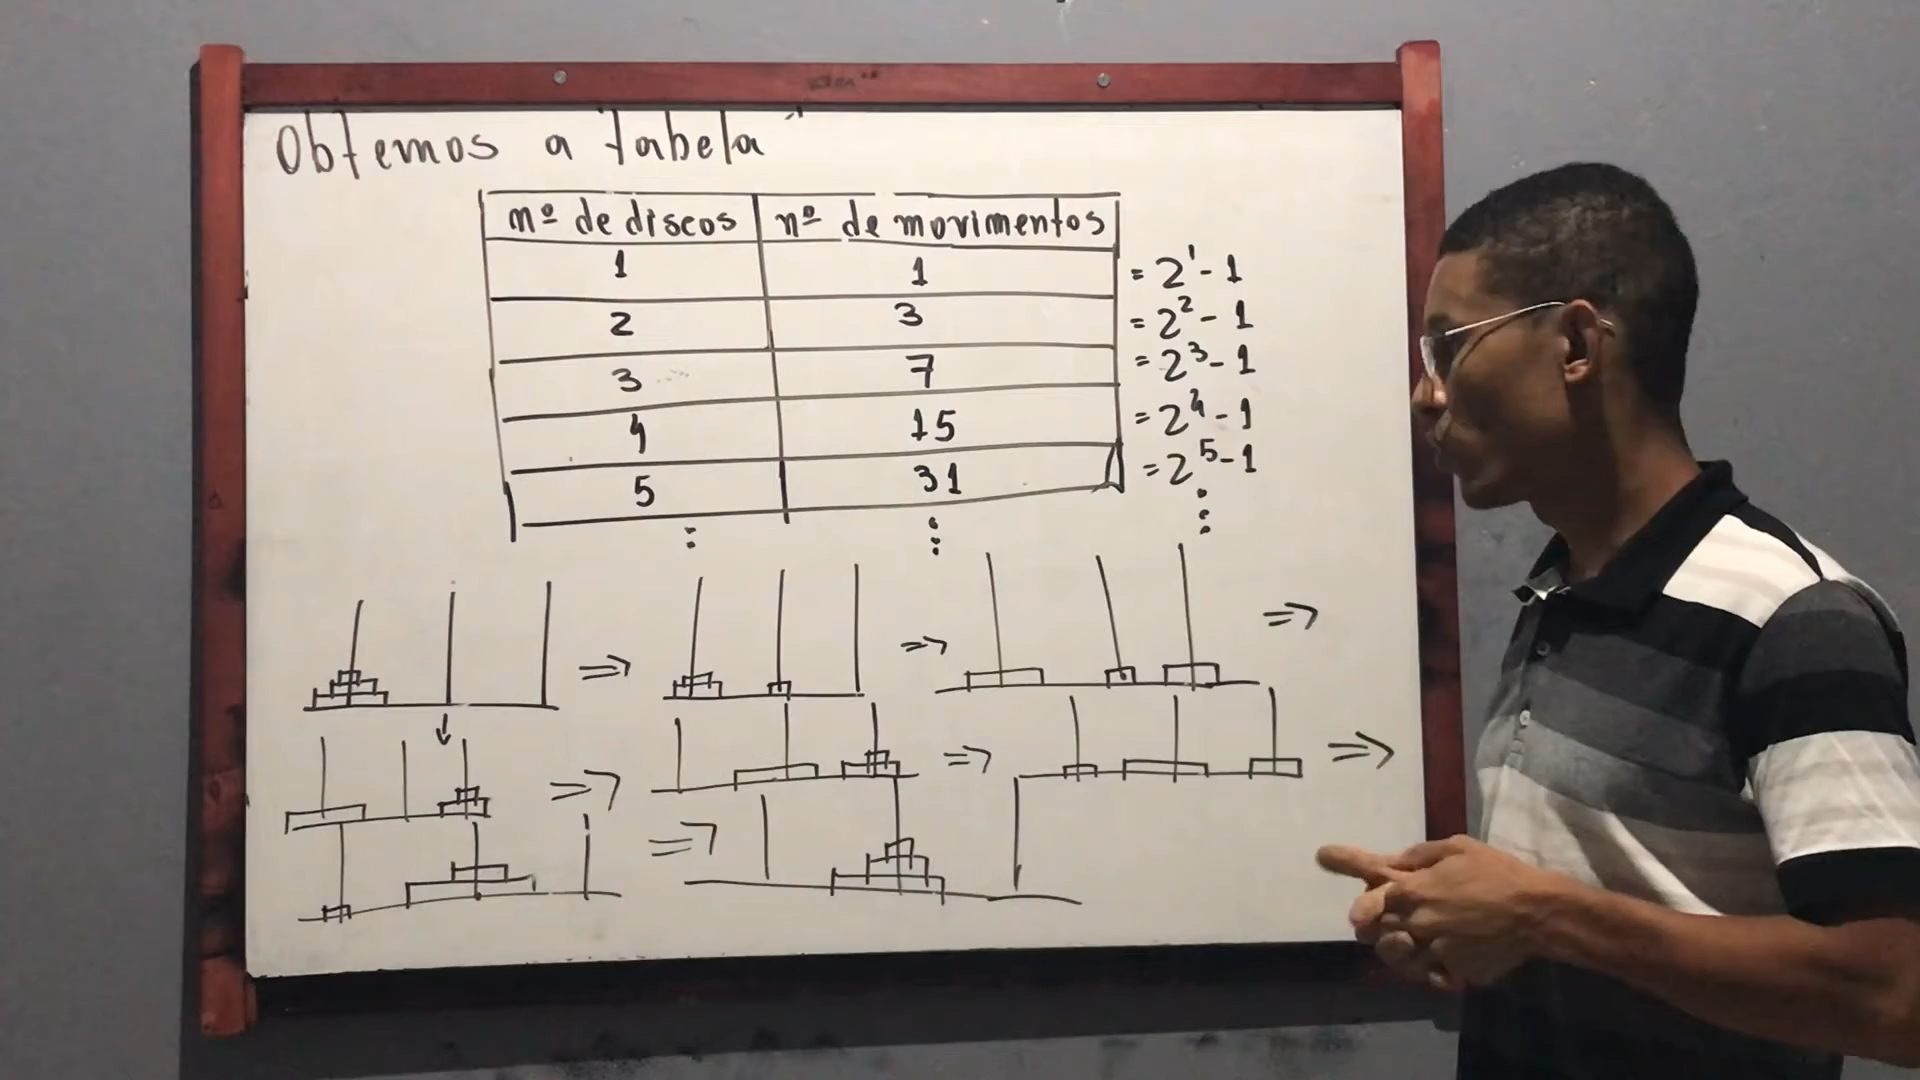 Obtemos a tabela
nº de discos nº de movimentos
1 1 = 2¹ - 1
2 3 = 2² - 1
3 7 = 2³ - 1
4 15 = 2⁴ - 1
5 31 = 2⁵ - 1
⋮ ⋮ ⋮
⇒ ⇒ ⇒
↓
⇒ ⇒ ⇒
⇒